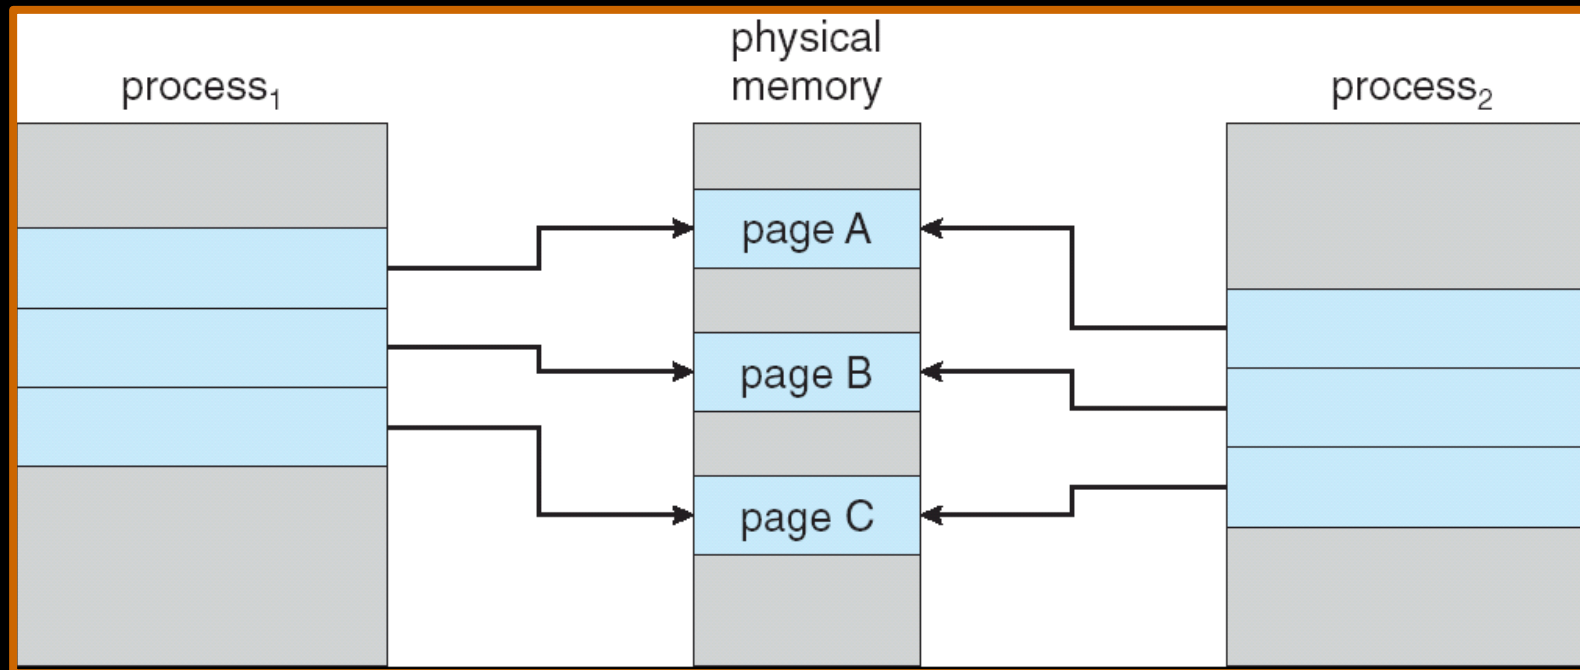 process₁
physical
memory
process₂
page A
page B
page C